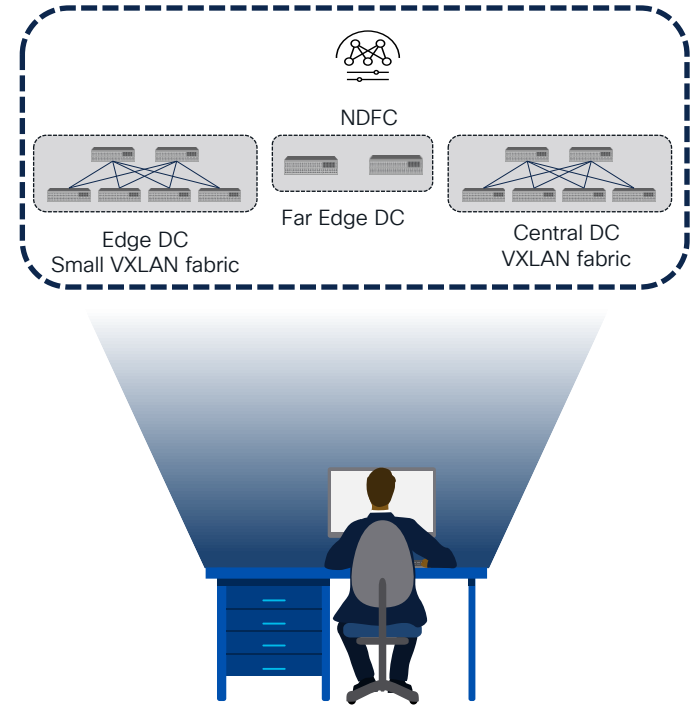 NDFC
Edge DC
Small VXLAN fabric
Far Edge DC
Central DC
VXLAN fabric